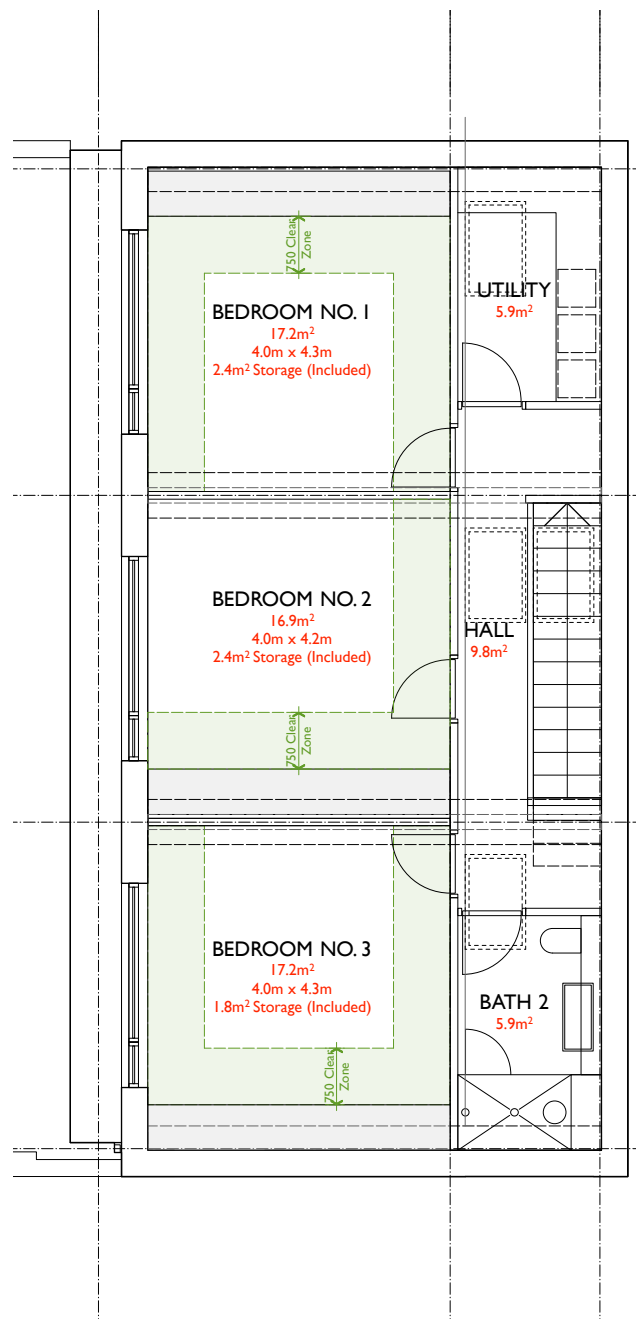 750 Clear
Zone
BEDROOM NO. 1
17.2m²
4.0m x 4.3m
2.4m² Storage (Included)
UTILITY
5.9m²
BEDROOM NO. 2
16.9m²
4.0m x 4.2m
2.4m² Storage (Included)
HALL
9.8m²
750 Clear
Zone
BEDROOM NO. 3
17.2m²
4.0m x 4.3m
1.8m² Storage (Included)
BATH 2
5.9m²
750 Clear
Zone